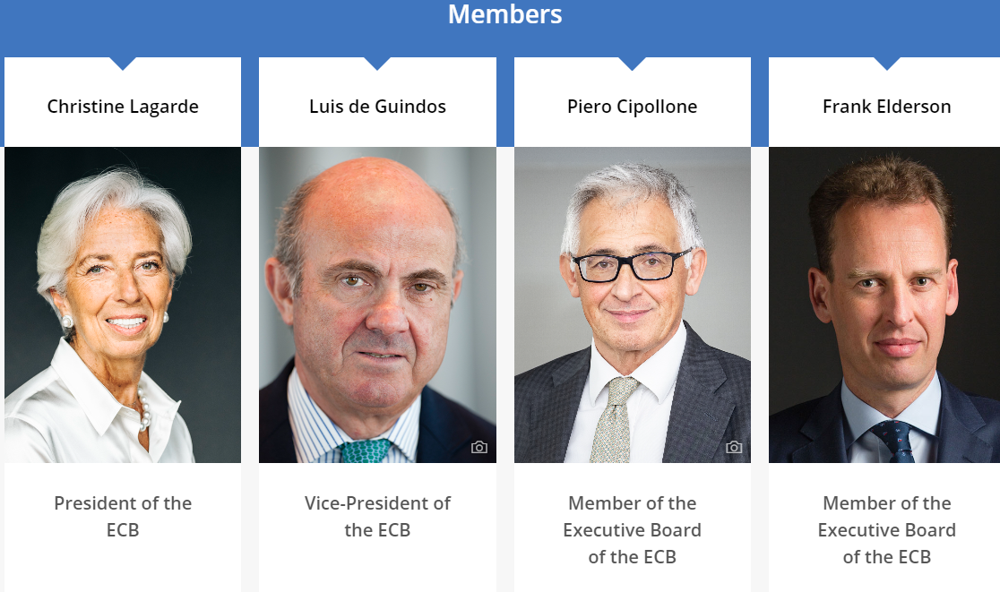 Members
Christine Lagarde
Luis de Guindos
Piero Cipollone
Frank Elderson
President of the
ECB
Vice-President of
the ECB
Member of the
Executive Board
of the ECB
Member of the
Executive Board
of the ECB